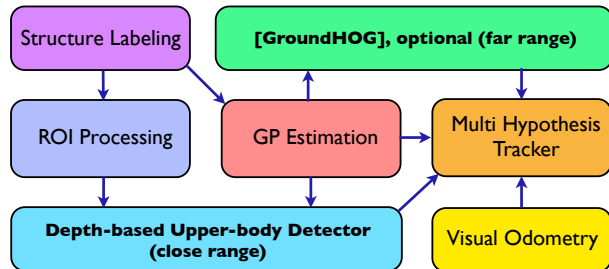 Structure Labeling
[GroundHOG], optional (far range)
ROI Processing
GP Estimation
Multi Hypothesis
Tracker
Depth-based Upper-body Detector
(close range)
Visual Odometry